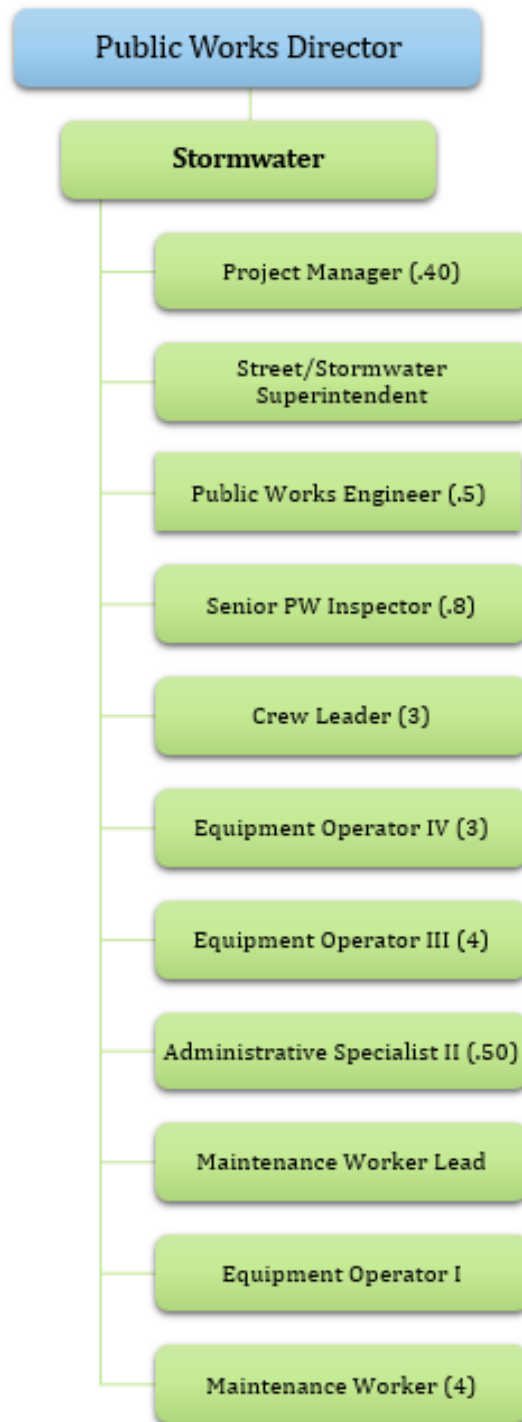 Public Works Director
Stormwater
Project Manager (.40)
Street/Stormwater
Superintendent
Public Works Engineer (.5)
Senior PW Inspector (.8)
Crew Leader (3)
Equipment Operator IV (3)
Equipment Operator III (4)
Administrative Specialist II (.50)
Maintenance Worker Lead
Equipment Operator I
Maintenance Worker (4)